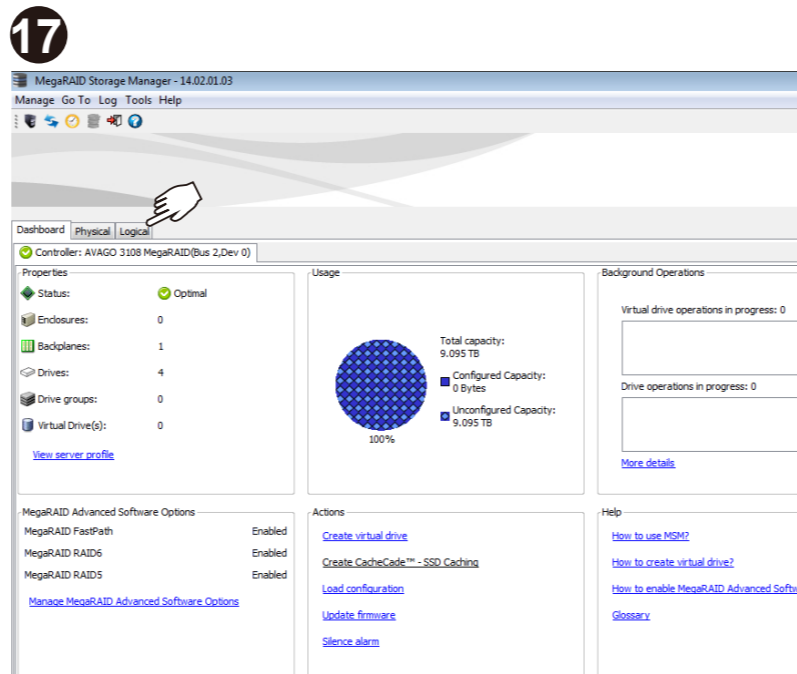 17
MegaRAID Storage Manager - 14.02.01.03
Manage Go To Log Tools Help
Dashboard Physical Logical
Controller: AVAGO 3108 MegaRAID(Bus 2,Dev 0)
Properties
Status: Optimal
Enclosures: 0
Backplanes: 1
Drives: 4
Drive groups: 0
Virtual Drive(s): 0
View server profile
Usage
Total capacity:
9.095 TB
Configured Capacity:
0 Bytes
Unconfigured Capacity:
9.095 TB
100%
Background Operations
Virtual drive operations in progress: 0
Drive operations in progress: 0
More details
MegaRAID Advanced Software Options
MegaRAID FastPath Enabled
MegaRAID RAID6 Enabled
MegaRAID RAID5 Enabled
Manage MegaRAID Advanced Software Options
Actions
Create virtual drive
Create CacheCade™ - SSD Caching
Load configuration
Update firmware
Silence alarm
Help
How to use MSM?
How to create virtual drive?
How to enable MegaRAID Advanced Softw
Glossary